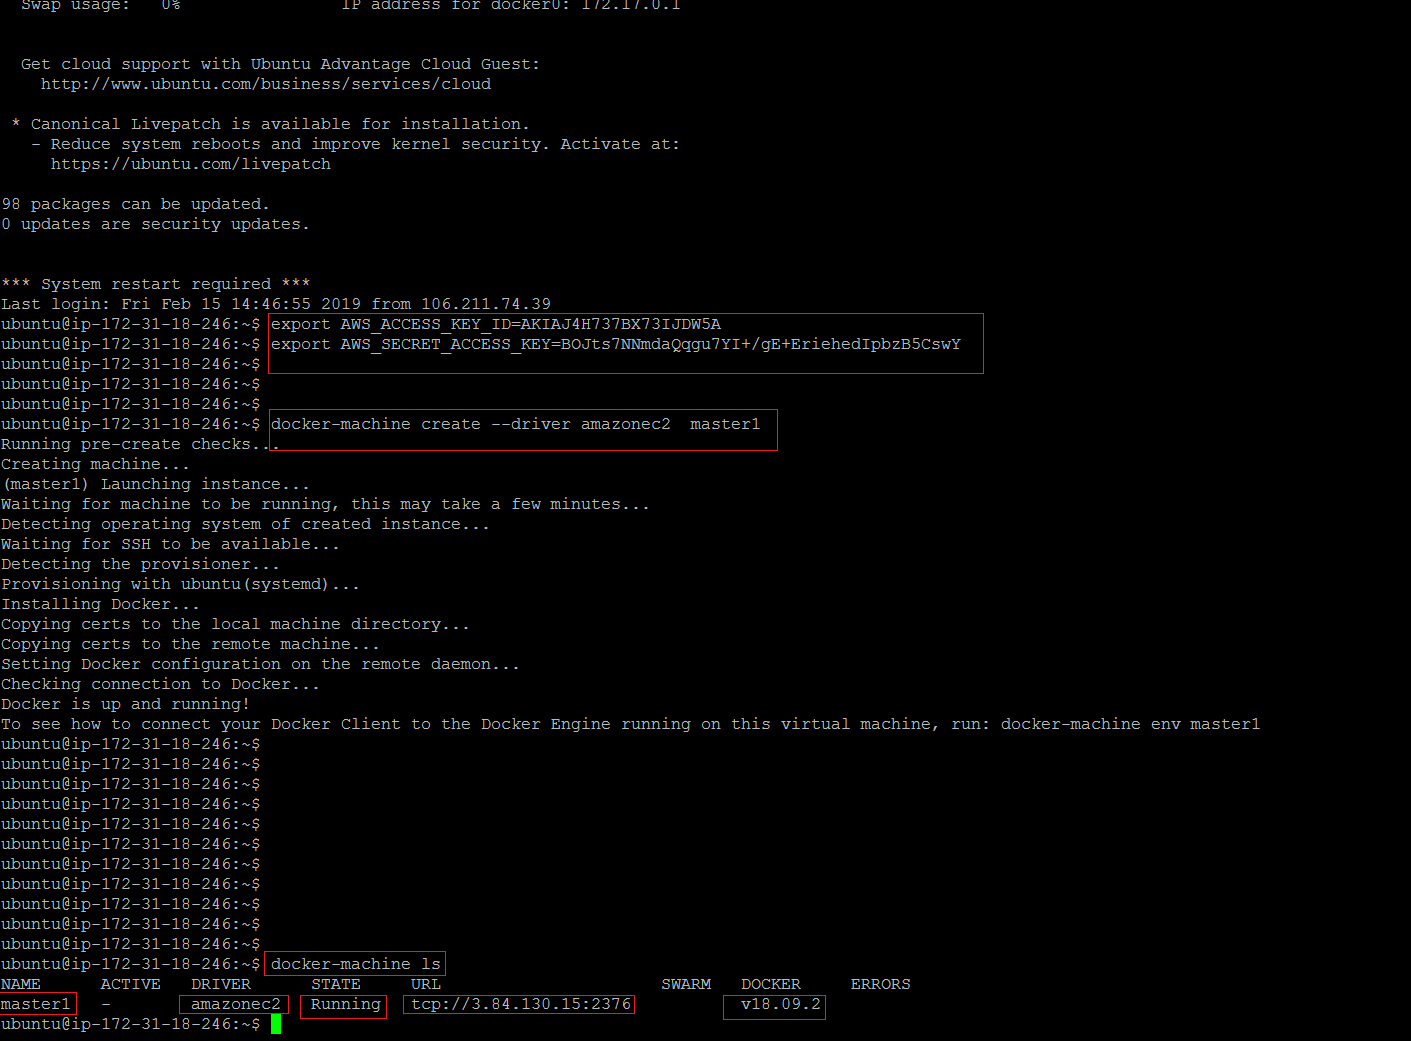 Swap usage:   0%                IP address for docker0: 172.17.0.1
Get cloud support with Ubuntu Advantage Cloud Guest:
http://www.ubuntu.com/business/services/cloud
* Canonical Livepatch is available for installation.
- Reduce system reboots and improve kernel security. Activate at:
https://ubuntu.com/livepatch
98 packages can be updated.
0 updates are security updates.
*** System restart required ***
Last login: Fri Feb 15 14:46:55 2019 from 106.211.74.39
ubuntu@ip-172-31-18-246:~$ export AWS_ACCESS_KEY_ID=AKIAJ4H737BX73IJDW5A
ubuntu@ip-172-31-18-246:~$ export AWS_SECRET_ACCESS_KEY=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
ubuntu@ip-172-31-18-246:~$
ubuntu@ip-172-31-18-246:~$
ubuntu@ip-172-31-18-246:~$
ubuntu@ip-172-31-18-246:~$ docker-machine create --driver amazonec2  master1
Running pre-create checks...
Creating machine...
(master1) Launching instance...
Waiting for machine to be running, this may take a few minutes...
Detecting operating system of created instance...
Waiting for SSH to be available...
Detecting the provisioner...
Provisioning with ubuntu(systemd)...
Installing Docker...
Copying certs to the local machine directory...
Copying certs to the remote machine...
Setting Docker configuration on the remote daemon...
Checking connection to Docker...
Docker is up and running!
To see how to connect your Docker Client to the Docker Engine running on this virtual machine, run: docker-machine env master1
ubuntu@ip-172-31-18-246:~$
ubuntu@ip-172-31-18-246:~$
ubuntu@ip-172-31-18-246:~$
ubuntu@ip-172-31-18-246:~$
ubuntu@ip-172-31-18-246:~$
ubuntu@ip-172-31-18-246:~$
ubuntu@ip-172-31-18-246:~$
ubuntu@ip-172-31-18-246:~$
ubuntu@ip-172-31-18-246:~$
ubuntu@ip-172-31-18-246:~$
ubuntu@ip-172-31-18-246:~$
ubuntu@ip-172-31-18-246:~$ docker-machine ls
NAME      ACTIVE   DRIVER      STATE     URL                      SWARM   DOCKER     ERRORS
master1   -        amazonec2   Running   tcp://3.84.130.15:2376           v18.09.2
ubuntu@ip-172-31-18-246:~$